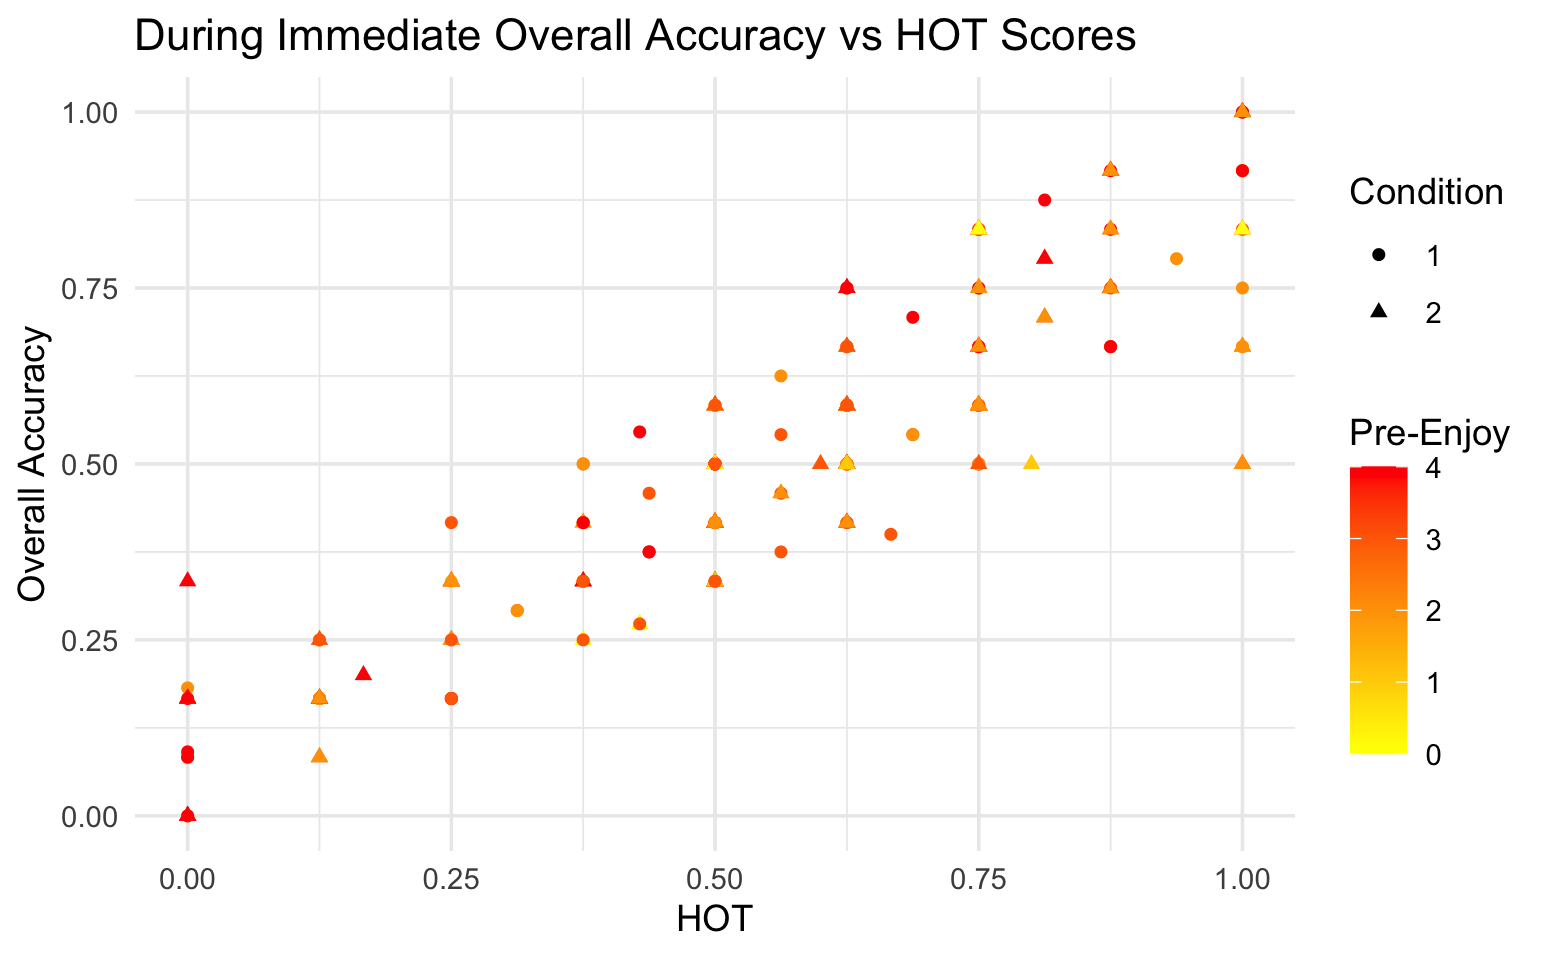 During Immediate Overall Accuracy vs HOT Scores
Overall Accuracy
1.00
0.75
0.50
0.25
0.00
0.00 0.25 0.50 0.75 1.00
HOT
Condition
1
2
Pre-Enjoy
4
3
2
1
0